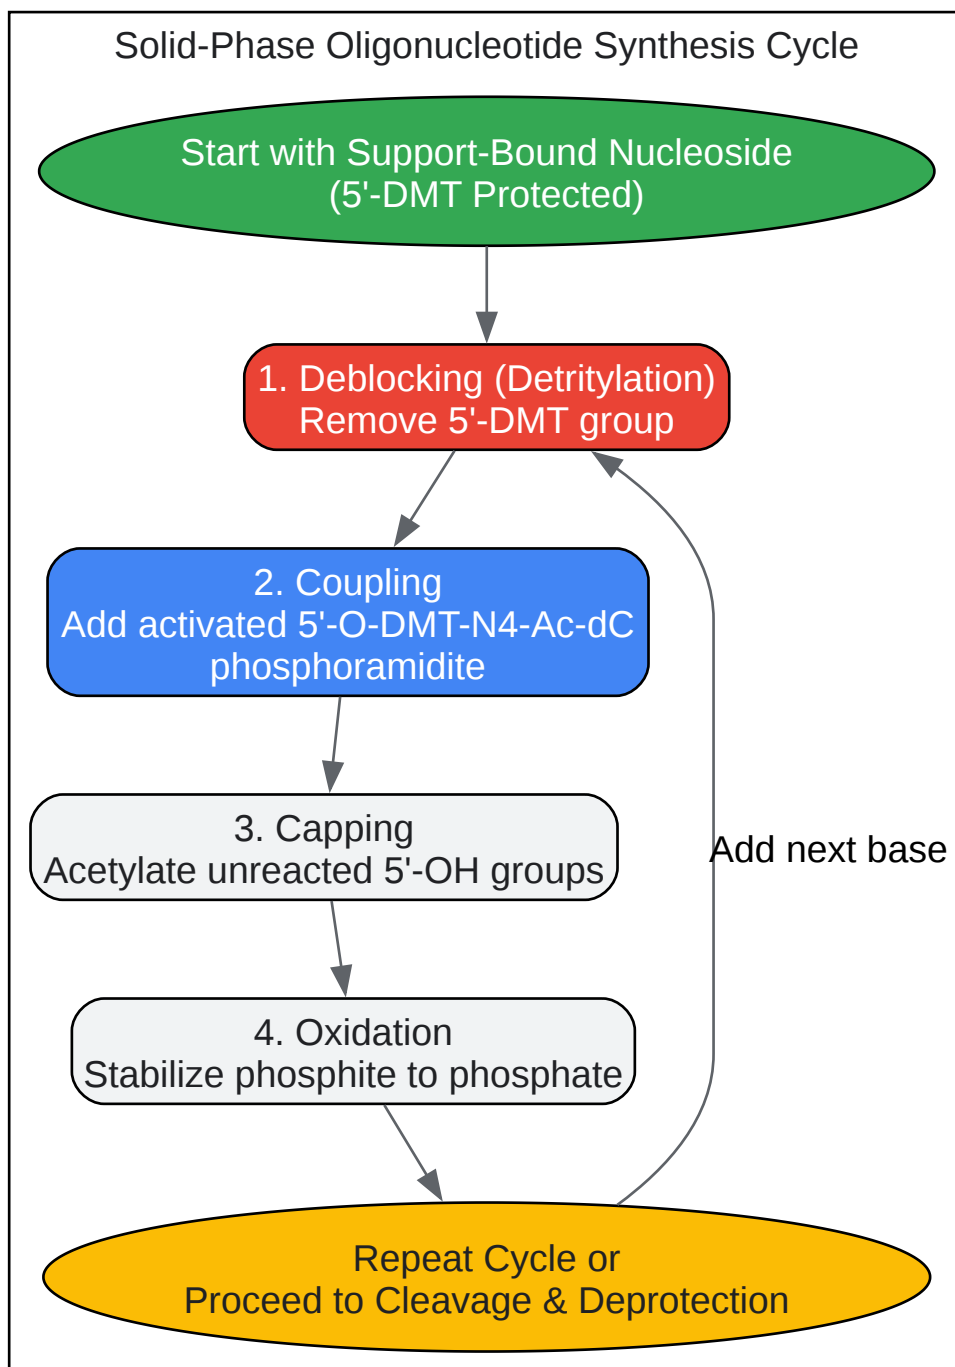 Solid-Phase Oligonucleotide Synthesis Cycle
Start with Support-Bound Nucleoside
(5'-DMT Protected)
1. Deblocking (Detritylation)
Remove 5'-DMT group
2. Coupling
Add activated 5'-O-DMT-N4-Ac-dC
phosphoramidite
3. Capping
Acetylate unreacted 5'-OH groups
Add next base
4. Oxidation
Stabilize phosphite to phosphate
Repeat Cycle or
Proceed to Cleavage & Deprotection